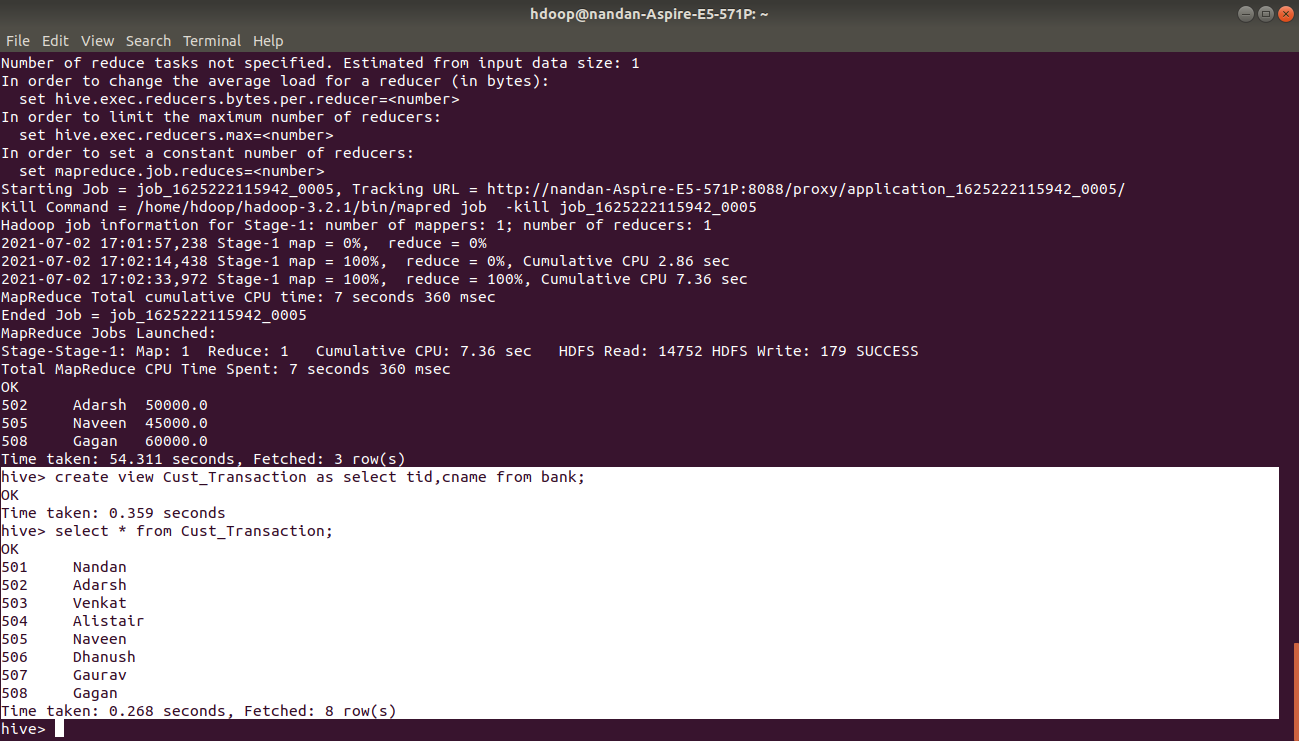 hdoop@nandan-Aspire-E5-571P: ~
File Edit View Search Terminal Help
Number of reduce tasks not specified. Estimated from input data size: 1
In order to change the average load for a reducer (in bytes):
  set hive.exec.reducers.bytes.per.reducer=<number>
In order to limit the maximum number of reducers:
  set hive.exec.reducers.max=<number>
In order to set a constant number of reducers:
  set mapreduce.job.reduces=<number>
Starting Job = job_1625222115942_0005, Tracking URL = http://nandan-Aspire-E5-571P:8088/proxy/application_1625222115942_0005/
Kill Command = /home/hdoop/hadoop-3.2.1/bin/mapred job  -kill job_1625222115942_0005
Hadoop job information for Stage-1: number of mappers: 1; number of reducers: 1
2021-07-02 17:01:57,238 Stage-1 map = 0%,  reduce = 0%
2021-07-02 17:02:14,438 Stage-1 map = 100%,  reduce = 0%, Cumulative CPU 2.86 sec
2021-07-02 17:02:33,972 Stage-1 map = 100%,  reduce = 100%, Cumulative CPU 7.36 sec
MapReduce Total cumulative CPU time: 7 seconds 360 msec
Ended Job = job_1625222115942_0005
MapReduce Jobs Launched:
Stage-Stage-1: Map: 1  Reduce: 1   Cumulative CPU: 7.36 sec   HDFS Read: 14752 HDFS Write: 179 SUCCESS
Total MapReduce CPU Time Spent: 7 seconds 360 msec
OK
502     Adarsh  50000.0
505     Naveen  45000.0
508     Gagan   60000.0
Time taken: 54.311 seconds, Fetched: 3 row(s)
hive> create view Cust_Transaction as select tid,cname from bank;
OK
Time taken: 0.359 seconds
hive> select * from Cust_Transaction;
OK
501     Nandan
502     Adarsh
503     Venkat
504     Alistair
505     Naveen
506     Dhanush
507     Gaurav
508     Gagan
Time taken: 0.268 seconds, Fetched: 8 row(s)
hive>